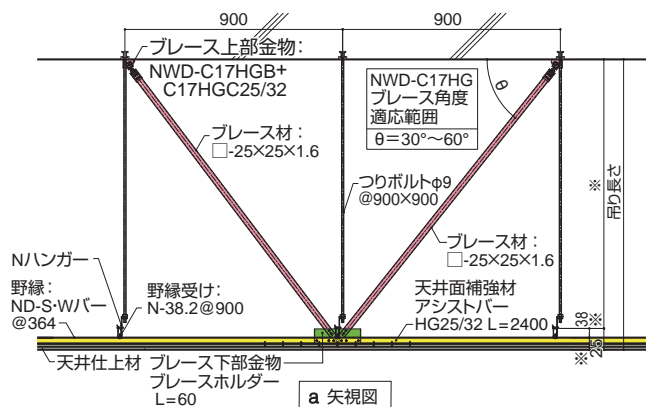 900
900
ブレース上部金物：
NWD-C17HGB+
C17HGC25/32
NWD-C17HG
ブレース角度
適応範囲
θ＝30°〜60°
θ
ブレース材：
□-25×25×1.6
つりボルトφ9
@900×900
※
吊り長さ
ブレース材：
□-25×25×1.6
Nハンガー
野縁：
ND-S・Wバー
@364
野縁受け：
N-38.2@900
天井面補強材
アシストバー
HG25/32 L=2400
38※
※25
天井仕上材
ブレース下部金物
ブレースホルダー
L=60
a 矢視図